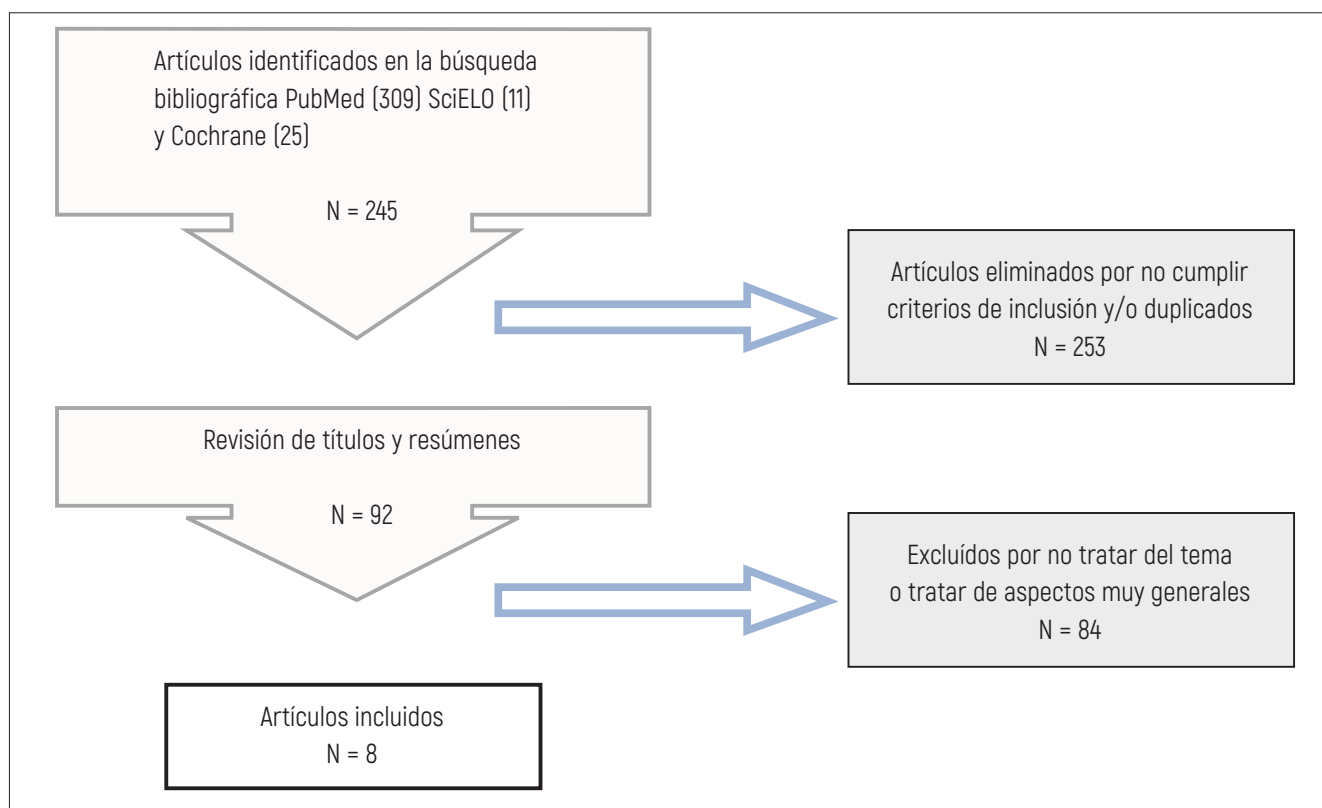 Artículos identificados en la búsqueda
bibliográfica PubMed (309) SciELO (11)
y Cochrane (25)
N = 245
Artículos eliminados por no cumplir
criterios de inclusión y/o duplicados
N = 253
Revisión de títulos y resúmenes
N = 92
Excluídos por no tratar del tema
o tratar de aspectos muy generales
N = 84
Artículos incluidos
N = 8